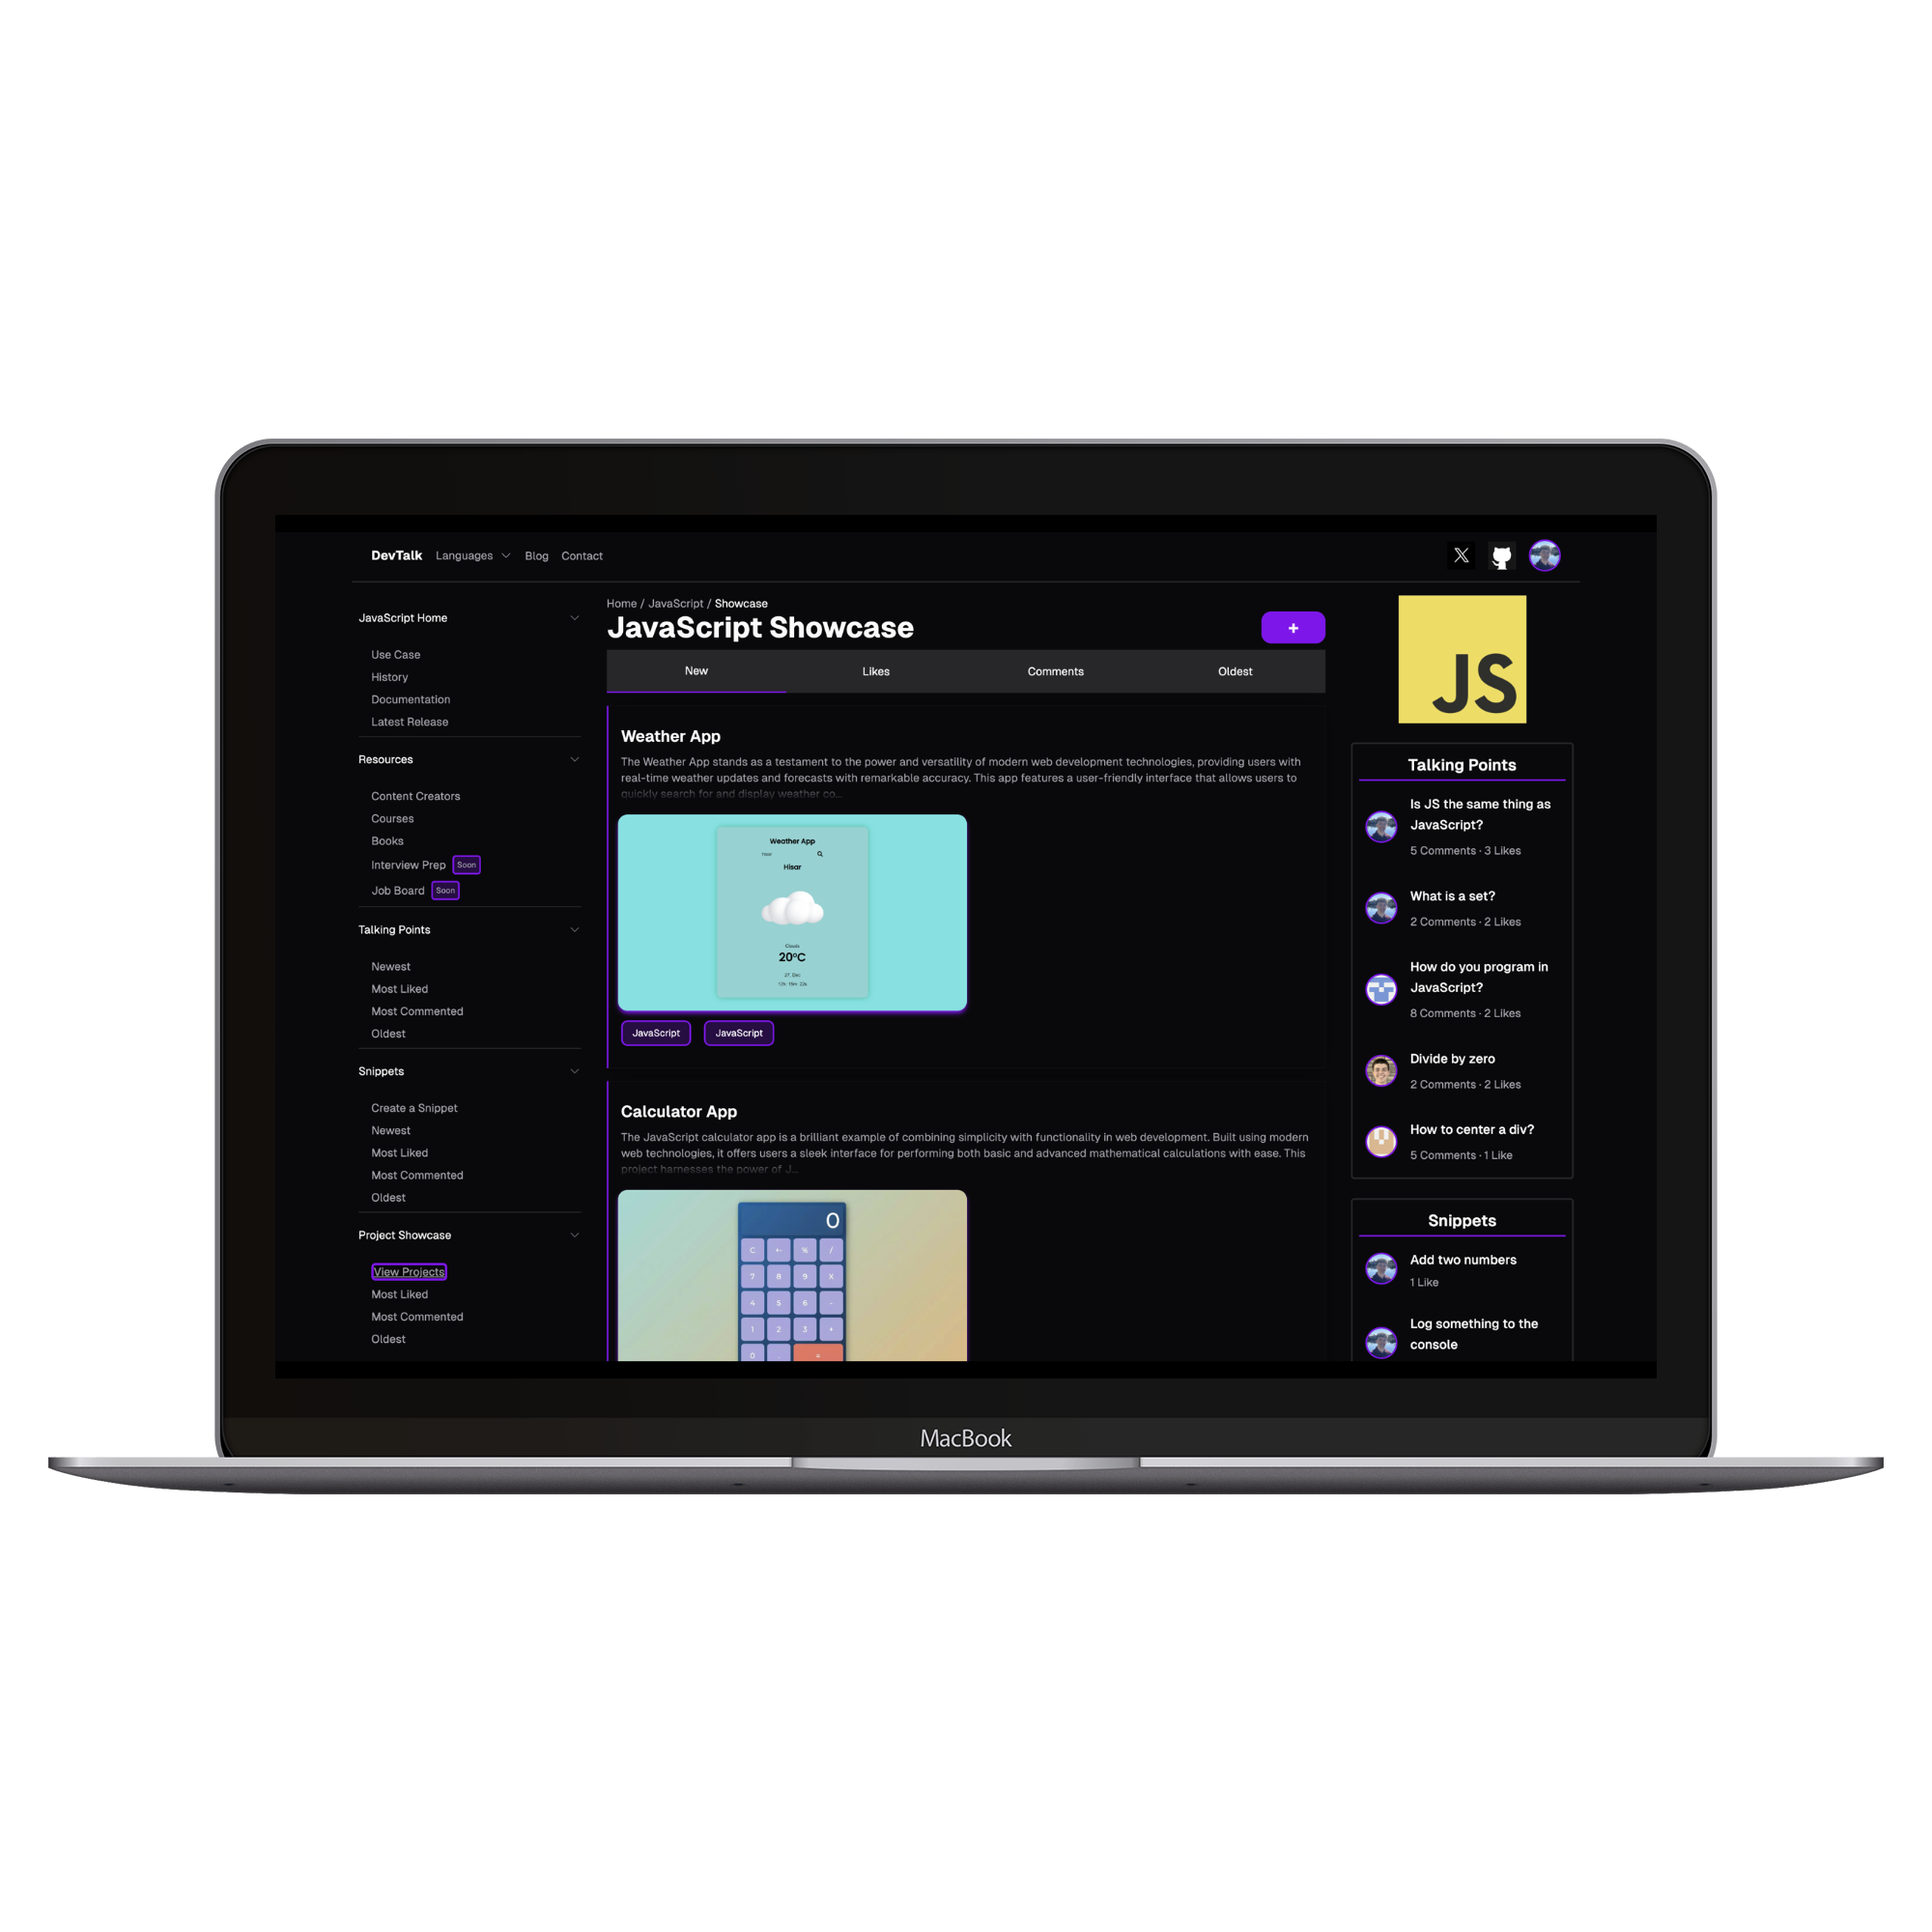 DevTalk Languages Blog Contact
JavaScript Home
Use Case
History
Documentation
Latest Release
Resources
Content Creators
Courses
Books
Interview Prep Soon
Job Board Soon
Talking Points
Newest
Most Liked
Most Commented
Oldest
Snippets
Create a Snippet
Newest
Most Liked
Most Commented
Oldest
Project Showcase
View Projects
Most Liked
Most Commented
Oldest
Home / JavaScript / Showcase
JavaScript Showcase
+
New Likes Comments Oldest
Weather App
The Weather App stands as a testament to the power and versatility of modern web development technologies, providing users with
real-time weather updates and forecasts with remarkable accuracy. This app features a user-friendly interface that allows users to
quickly search for and display weather co...
Weather App
hisar
Hisar
Clouds
20°C
27, Dec
JavaScript JavaScript
Calculator App
The JavaScript calculator app is a brilliant example of combining simplicity with functionality in web development. Built using modern
web technologies, it offers users a sleek interface for performing both basic and advanced mathematical calculations with ease. This
project harnesses the power of J...
0
C +- % /
7 8 9 X
4 5 6 -
1 2 3 +
0 . =
JS
Talking Points
Is JS the same thing as
JavaScript?
5 Comments · 3 Likes
What is a set?
2 Comments · 2 Likes
How do you program in
JavaScript?
8 Comments · 2 Likes
Divide by zero
2 Comments · 2 Likes
How to center a div?
5 Comments · 1 Like
Snippets
Add two numbers
1 Like
Log something to the
console
MacBook